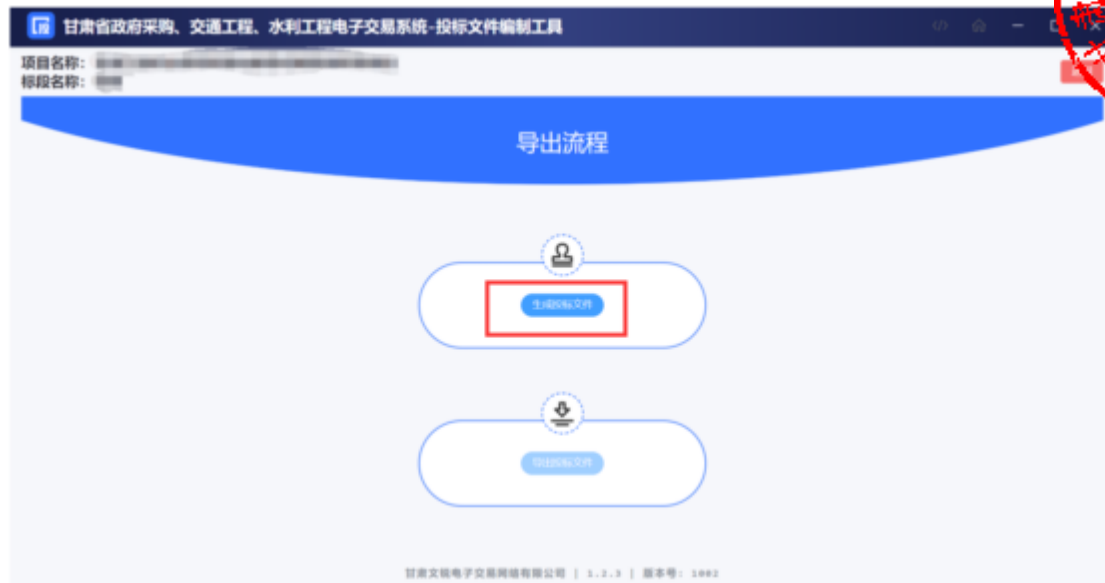 甘肃省政府采购、交通工程、水利工程电子交易系统-投标文件编制工具
项目名称：
标段名称：
导出流程
生成投标文件
导出投标文件
甘肃文锐电子交易网络有限公司 | 1.2.3 | 版本号: 1002